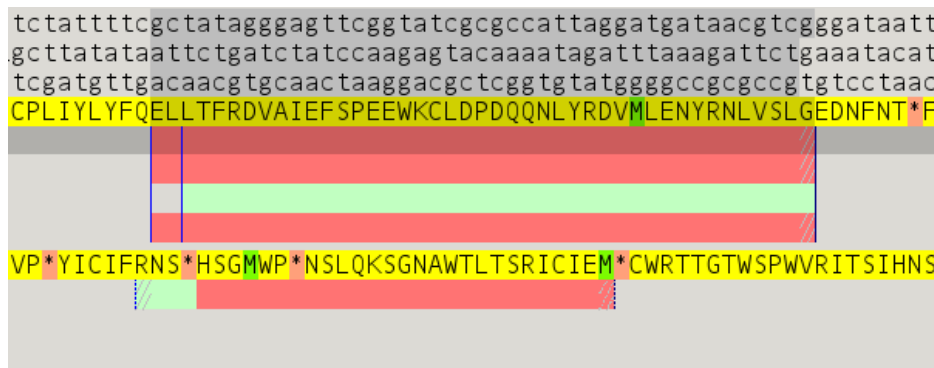 tctattttcgctatagggagttcggtatcgcgccattaggatgataacgtcgggataatt
gcttatataattctgatctatccaagagtacaaaatagatttaaagattctgaaatacat
tcgatgttgacaacgtgcaactaaggacgctcggtgtatggggccgcgccgtgtcctaac
CPLIYLYFQELLTFRDVAIEFSPEEWKCLDPDQQNLYRDVMLENYRNLVSLGEDNFNT*F
VP*YICIFRNS*HSGMWP*NSLQKSGNAWTLTSRICIEM*CWRTTGTWSPWVRITSIHNS